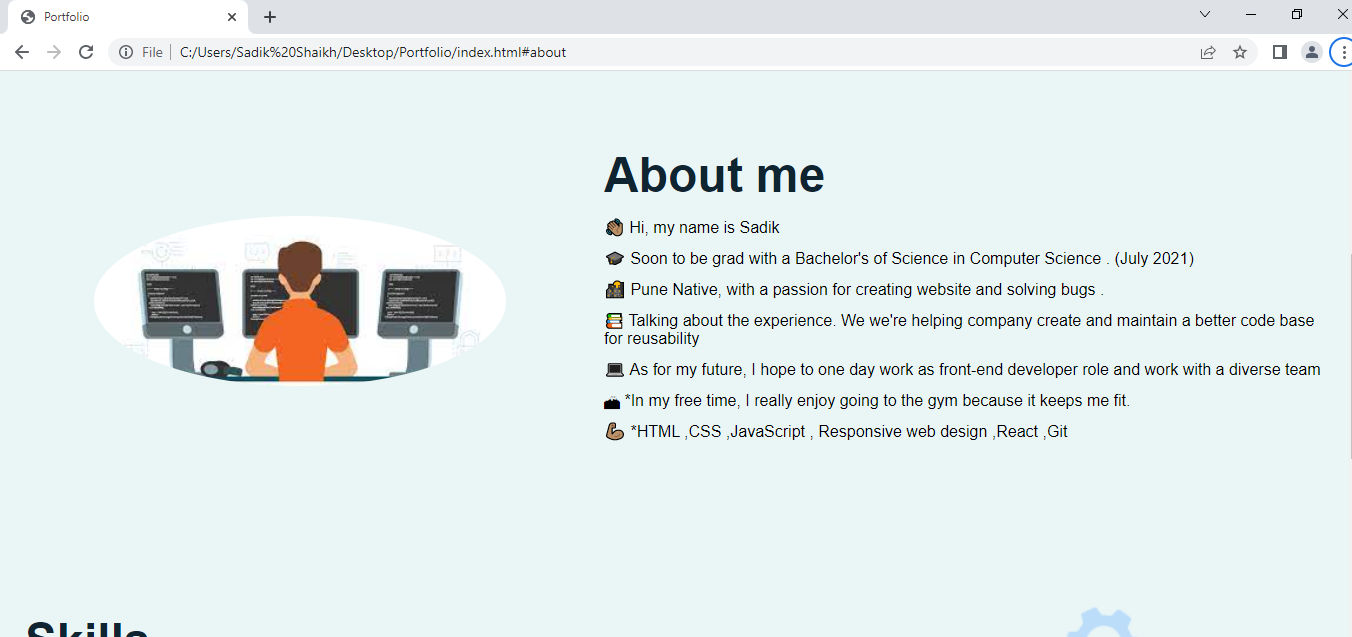 Portfolio
File
C:/Users/Sadik%20Shaikh/Desktop/Portfolio/index.html#about
About me
Hi, my name is Sadik
Soon to be grad with a Bachelor's of Science in Computer Science . (July 2021)
Pune Native, with a passion for creating website and solving bugs .
Talking about the experience. We we're helping company create and maintain a better code base
for reusability
As for my future, I hope to one day work as front-end developer role and work with a diverse team
*In my free time, I really enjoy going to the gym because it keeps me fit.
*HTML ,CSS ,JavaScript , Responsive web design ,React ,Git
Skills